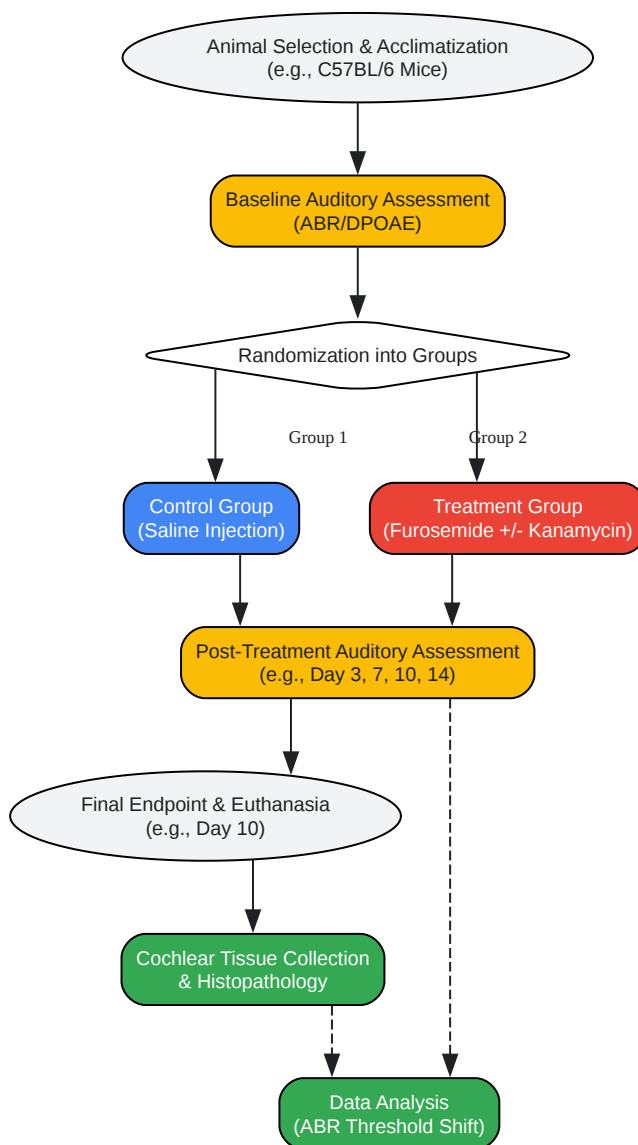 Animal Selection & Acclimatization
(e.g., C57BL/6 Mice)
Baseline Auditory Assessment
(ABR/DPOAE)
Randomization into Groups
Group 1
Group 2
Control Group
(Saline Injection)
Treatment Group
(Furosemide +/- Kanamycin)
Post-Treatment Auditory Assessment
(e.g., Day 3, 7, 10, 14)
Final Endpoint & Euthanasia
(e.g., Day 10)
Cochlear Tissue Collection
& Histopathology
Data Analysis
(ABR Threshold Shift)